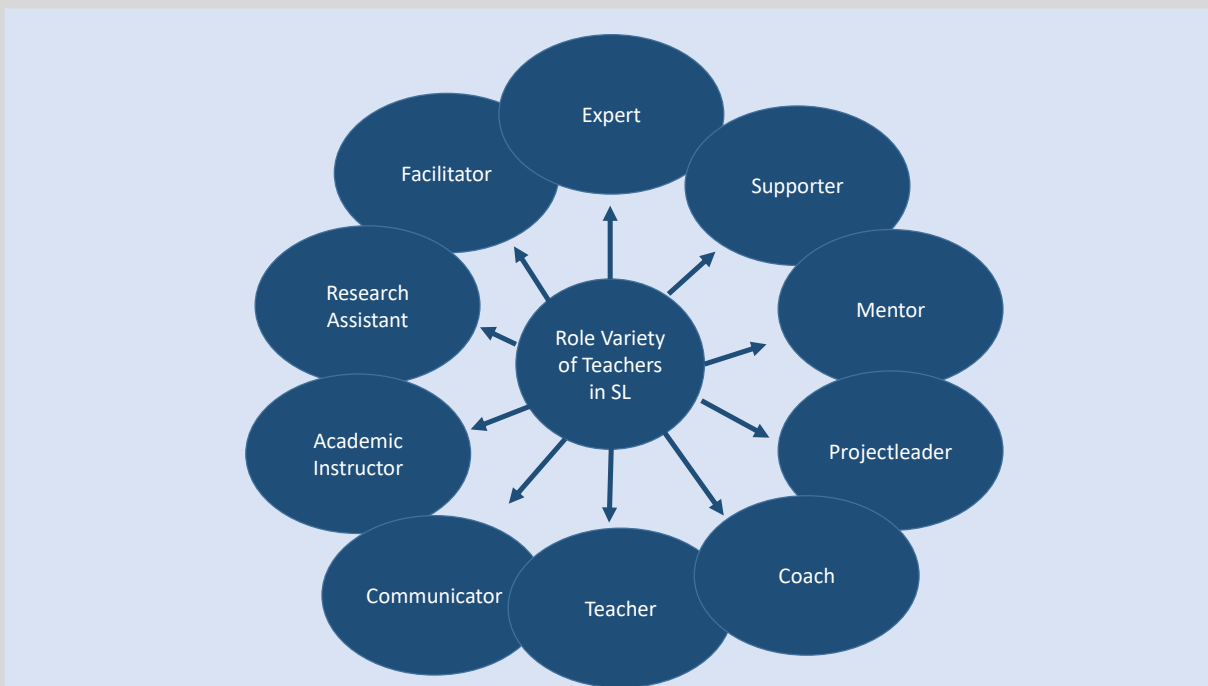 Expert
Supporter
Mentor
Projectleader
Coach
Teacher
Communicator
Academic
Instructor
Research
Assistant
Facilitator
Role Variety
of Teachers
in SL